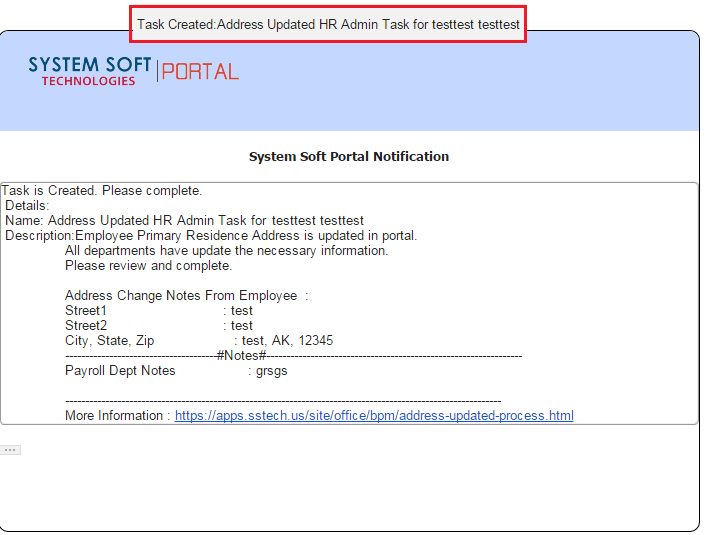 Task Created:Address Updated HR Admin Task for testtest testtest
SYSTEM SOFT
TECHNOLOGIES
PORTAL
System Soft Portal Notification
Task is Created. Please complete.
Details:
Name: Address Updated HR Admin Task for testtest testtest
Description:Employee Primary Residence Address is updated in portal.
All departments have update the necessary information.
Please review and complete.
Address Change Notes From Employee :
Street1 : test
Street2 : test
City, State, Zip : test, AK, 12345
--------------------------------------#Notes#----------------------------------------------------------------
Payroll Dept Notes : grsgs
-------------------------------------------------------------------------------------------------------------
More Information : https://apps.sstech.us/site/office/bpm/address-updated-process.html